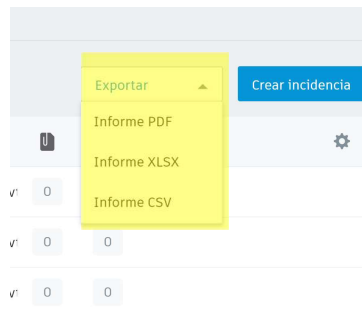 Exportar
Crear incidencia
Informe PDF
Informe XLSX
0
Informe CSV
0
0
0
0